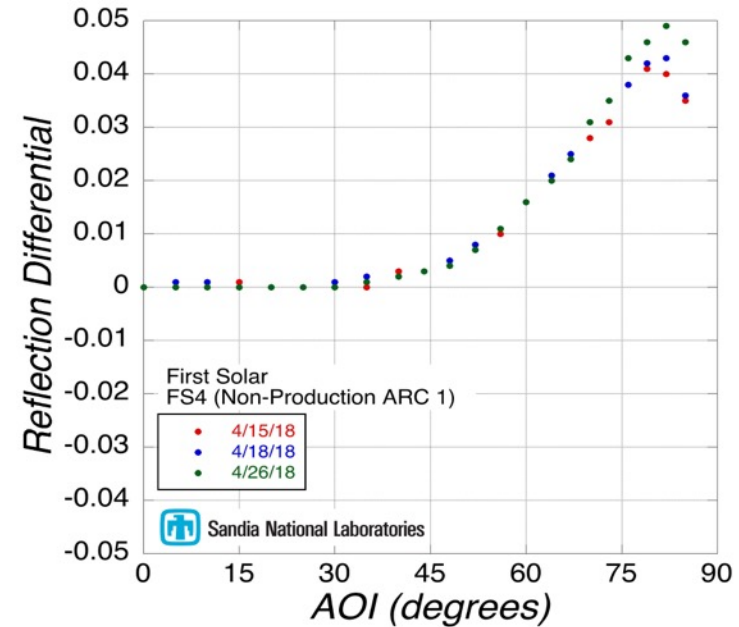 0.05
0.04
0.03
0.02
0.01
0
-0.01
-0.02
-0.03
-0.04
-0.05
Reflection Differential
First Solar
FS4 (Non-Production ARC 1)
4/15/18
4/18/18
4/26/18
Sandia National Laboratories
0 15 30 45 60 75 90
AOI (degrees)